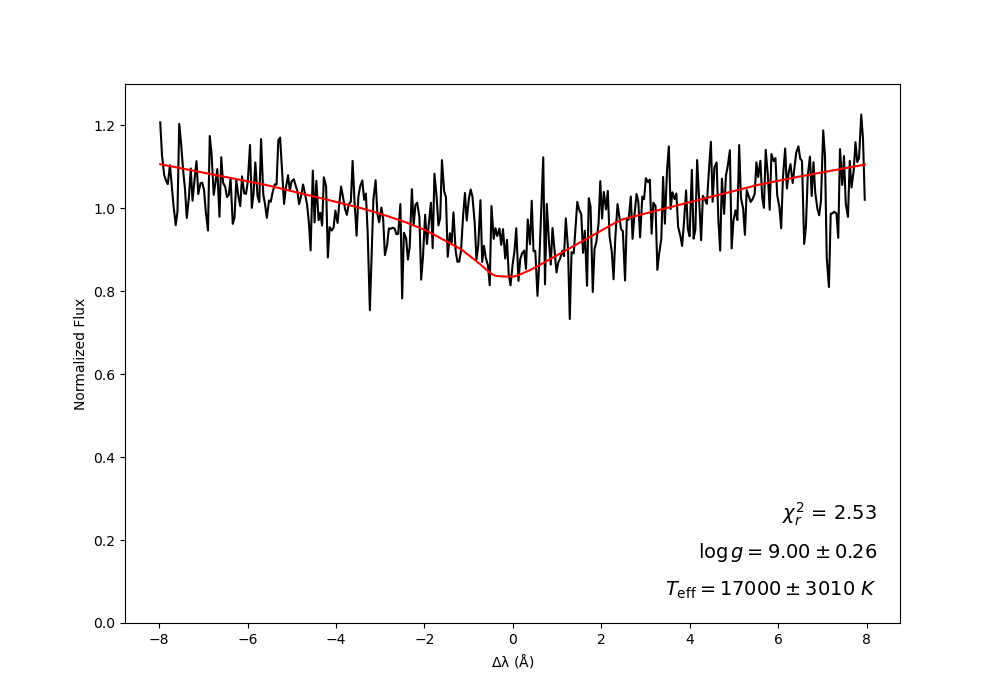 1.2
1.0
0.8
0.6
0.4
0.2
0.0
Normalized Flux
χ²ᵣ = 2.53
log g = 9.00 ± 0.26
T_eff = 17000 ± 3010 K
−8 −6 −4 −2 0 2 4 6 8
Δλ (Å)